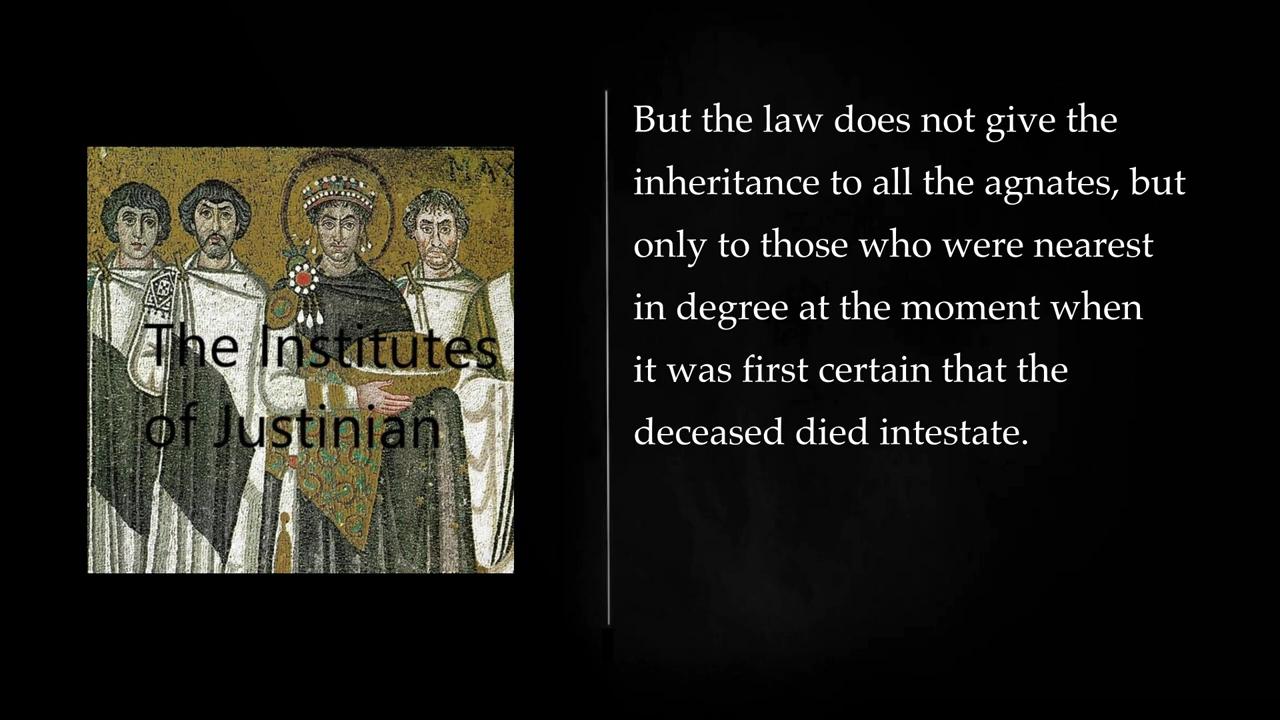 MAX
The Institutes
of Justinian
But the law does not give the
inheritance to all the agnates, but
only to those who were nearest
in degree at the moment when
it was first certain that the
deceased died intestate.